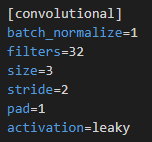 [convolutional]
batch_normalize=1
filters=32
size=3
stride=2
pad=1
activation=leaky